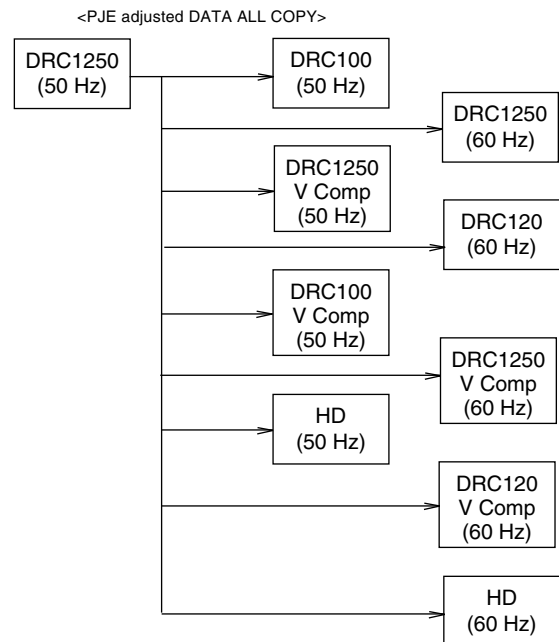 <PJE adjusted DATA ALL COPY>
DRC1250
(50 Hz)
DRC100
(50 Hz)
DRC1250
(60 Hz)
DRC1250
V Comp
(50 Hz)
DRC120
(60 Hz)
DRC100
V Comp
(50 Hz)
DRC1250
V Comp
(60 Hz)
HD
(50 Hz)
DRC120
V Comp
(60 Hz)
HD
(60 Hz)